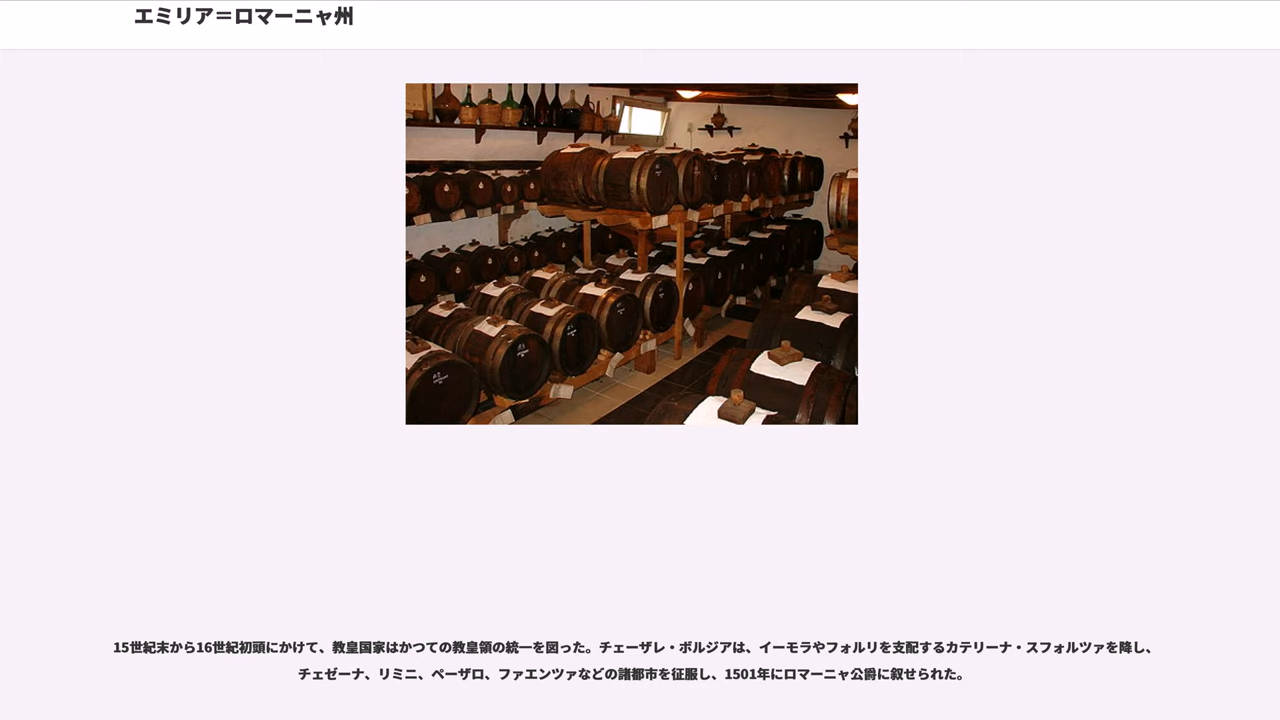 エミリア＝ロマーニャ州
15世紀末から16世紀初頭にかけて、教皇国家はかつての教皇領の統一を図った。チェーザレ・ボルジアは、イーモラやフォルリを支配するカテリーナ・スフォルツァを降し、
チェゼーナ、リミニ、ペーザロ、ファエンツァなどの諸都市を征服し、1501年にロマーニャ公爵に叙せられた。